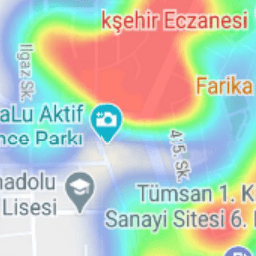 kşehir Eczanesi
Ilgaz Sk.
Farika
aLu Aktif
nce Parkı
4.5. Sk.
nadolu
Lisesi
Tümsan 1. K
Sanayi Sitesi 6.